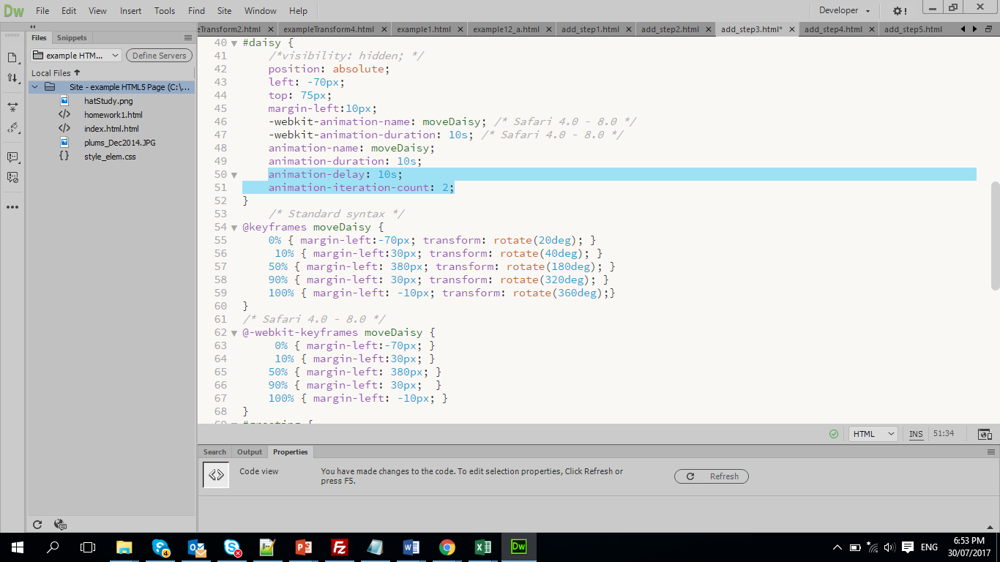 Dw File Edit View Insert Tools Find Site Window Help Developer
Files Snippets
eTransform2.html exampleTransform4.html example1.html example12_a.html add_step1.html add_step2.html add_step3.html* add_step4.html add_step5.html
example HTM... Define Servers
Local Files
Site - example HTML5 Page (C:\...
hatStudy.png
homework1.html
index.html.html
plums_Dec2014.JPG
style_elem.css
40 #daisy {
41 /*visibility: hidden; */
42 position: absolute;
43 left: -70px;
44 top: 75px;
45 margin-left:10px;
46 -webkit-animation-name: moveDaisy; /* Safari 4.0 - 8.0 */
47 -webkit-animation-duration: 10s; /* Safari 4.0 - 8.0 */
48 animation-name: moveDaisy;
49 animation-duration: 10s;
50 animation-delay: 10s;
51 animation-iteration-count: 2;
52 }
53 /* Standard syntax */
54 @keyframes moveDaisy {
55 0% { margin-left:-70px; transform: rotate(20deg); }
56 10% { margin-left:30px; transform: rotate(40deg); }
57 50% { margin-left: 380px; transform: rotate(180deg); }
58 90% { margin-left: 30px; transform: rotate(320deg); }
59 100% { margin-left: -10px; transform: rotate(360deg);}
60 }
61 /* Safari 4.0 - 8.0 */
62 @-webkit-keyframes moveDaisy {
63 0% { margin-left:-70px; }
64 10% { margin-left:30px; }
65 50% { margin-left: 380px; }
66 90% { margin-left: 30px; }
67 100% { margin-left: -10px; }
68 }
69 #greeting {
HTML INS 51:34
Search Output Properties
Code view
You have made changes to the code. To edit selection properties, Click Refresh or
press F5.
Refresh
4 Dw ENG
6:53 PM
30/07/2017